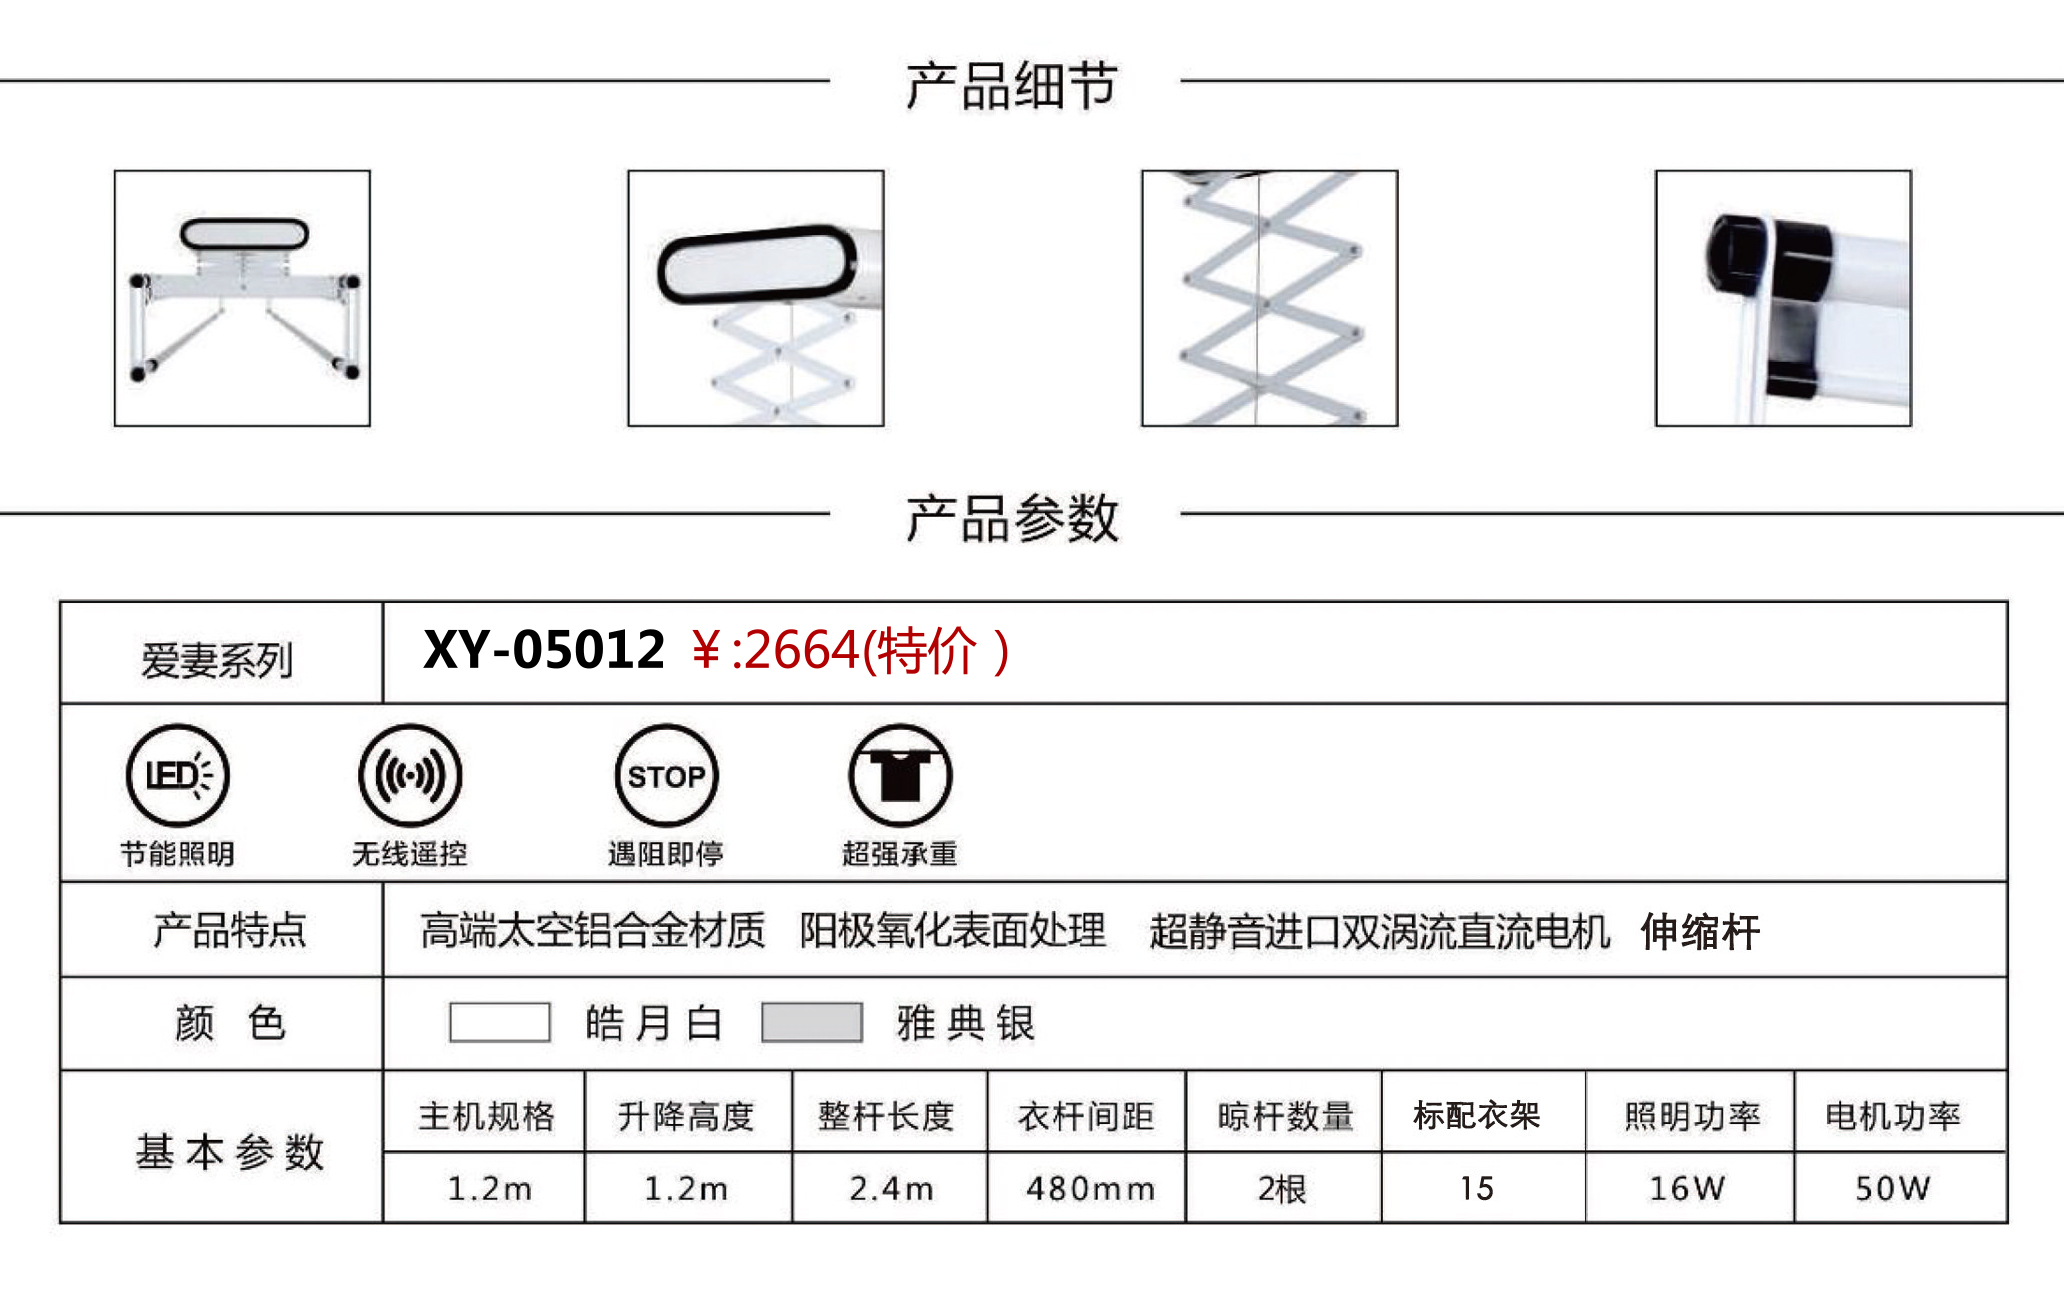 产品细节
产品参数
爱妻系列 XY-05012 ¥:2664(特价)
LED STOP
节能照明 无线遥控 遇阻即停 超强承重
产品特点 高端太空铝合金材质 阳极氧化表面处理 超静音进口双涡流直流电机 伸缩杆
颜 色 皓月白 雅典银
基本参数 主机规格 升降高度 整杆长度 衣杆间距 晾杆数量 标配衣架 照明功率 电机功率
1.2m 1.2m 2.4m 480mm 2根 15 16W 50W